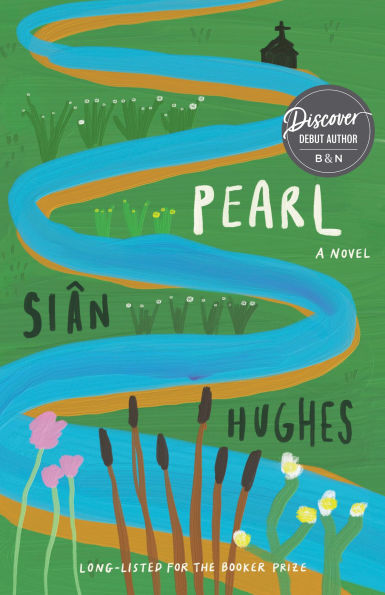 Discover
DEBUT AUTHOR
B&N
PEARL
A NOVEL
SIÂN
HUGHES
LONG-LISTED FOR THE BOOKER PRIZE